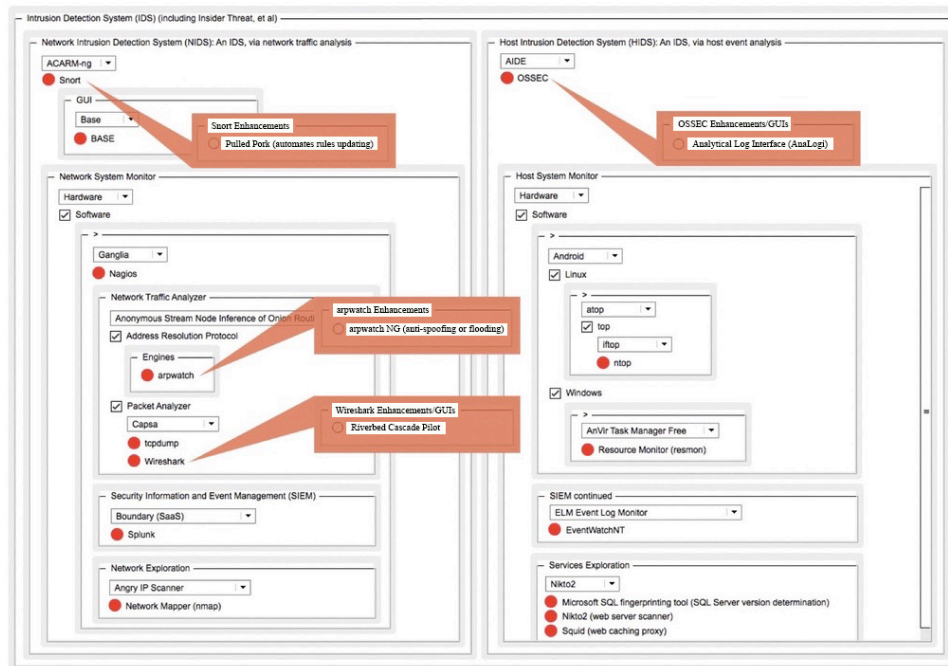 Intrusion Detection System (IDS) (including Insider Threat, et al)
Network Intrusion Detection System (NIDS): An IDS, via network traffic analysis
ACARM-ng
Snort
GUI
Base
BASE
Snort Enhancements
Pulled Pork (automates rules updating)
Network System Monitor
Hardware
Software
>
Ganglia
Nagios
Network Traffic Analyzer
Anonymous Stream Node Inference of Onion Routi
Address Resolution Protocol
Engines
arpwatch
arpwatch Enhancements
arpwatch NG (anti-spoofing or flooding)
Packet Analyzer
Capsa
tcpdump
Wireshark
Wireshark Enhancements/GUIs
Riverbed Cascade Pilot
Security Information and Event Management (SIEM)
Boundary (SaaS)
Splunk
Network Exploration
Angry IP Scanner
Network Mapper (nmap)
Host Intrusion Detection System (HIDS): An IDS, via host event analysis
AIDE
OSSEC
OSSEC Enhancements/GUIs
Analytical Log Interface (AnaLogi)
Host System Monitor
Hardware
Software
>
Android
Linux
>
atop
top
iftop
ntop
Windows
>
AnVir Task Manager Free
Resource Monitor (resmon)
SIEM continued
ELM Event Log Monitor
EventWatchNT
Services Exploration
Nikto2
Microsoft SQL fingerprinting tool (SQL Server version determination)
Nikto2 (web server scanner)
Squid (web caching proxy)